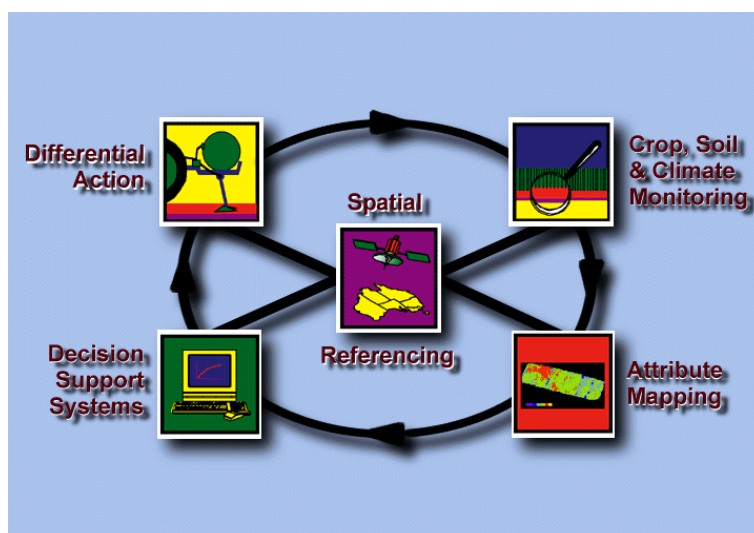 Differential
Action
Crop, Soil
& Climate
Monitoring
Spatial
Referencing
Decision
Support
Systems
Attribute
Mapping